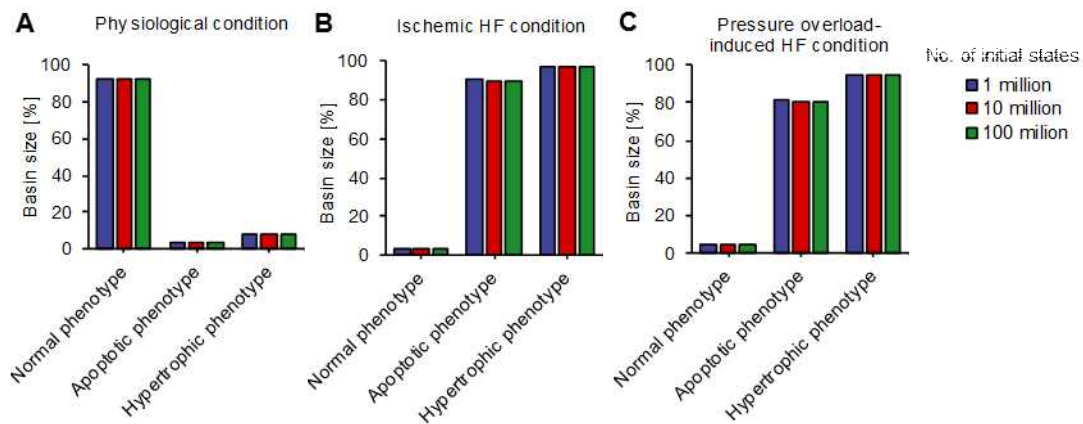 A
Physiological condition
Basin size [%]
100
80
60
40
20
0
Normal phenotype
Apoptotic phenotype
Hypertrophic phenotype
B
Ischemic HF condition
Basin size [%]
100
80
60
40
20
0
Normal phenotype
Apoptotic phenotype
Hypertrophic phenotype
C
Pressure overload-
induced HF condition
Basin size [%]
100
80
60
40
20
0
Normal phenotype
Apoptotic phenotype
Hypertrophic phenotype
No. of initial states
1 million
10 million
100 milion